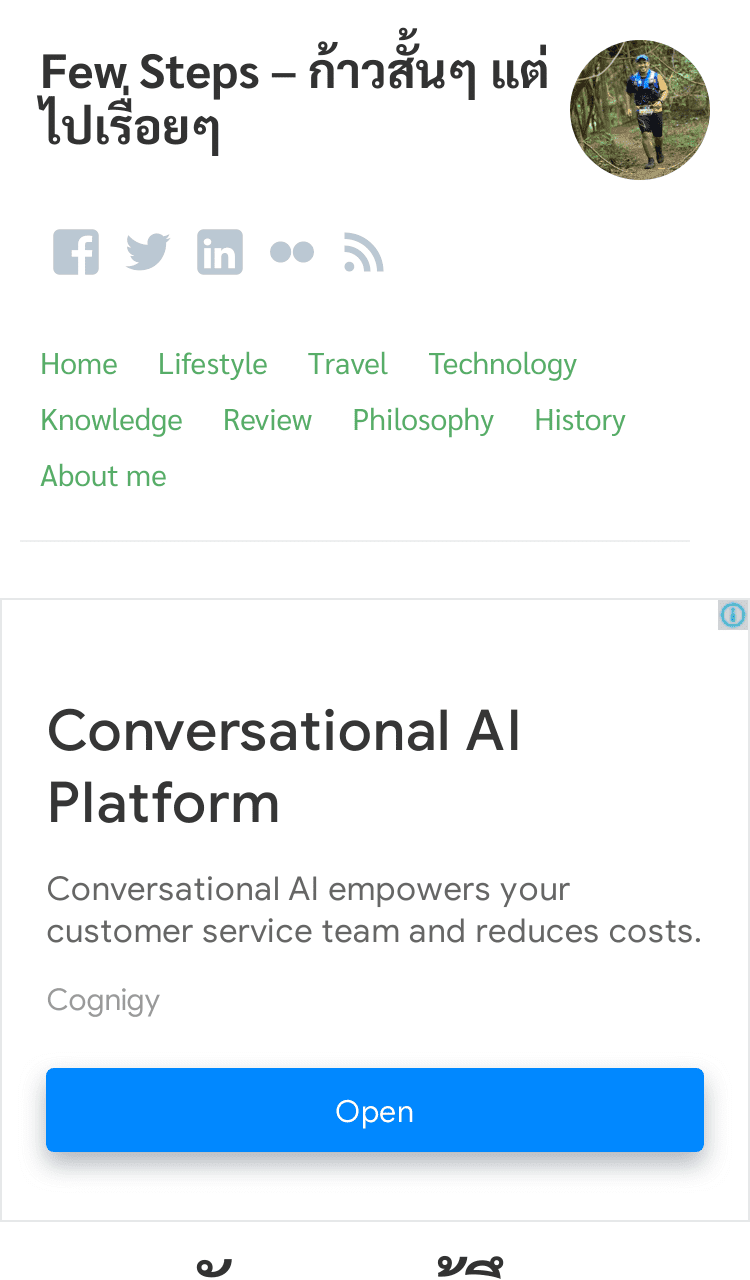 Few Steps – ก้าวสั้นๆ แต่
ไปเรื่อยๆ
Home Lifestyle Travel Technology
Knowledge Review Philosophy History
About me
Conversational AI
Platform
Conversational AI empowers your
customer service team and reduces costs.
Cognigy
Open